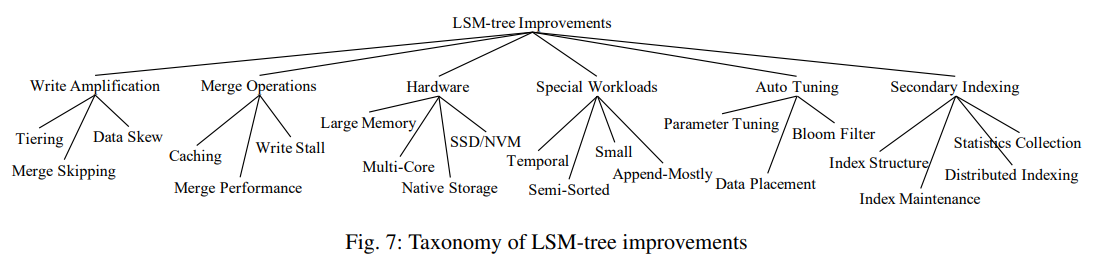 LSM-tree Improvements
Write Amplification
Merge Operations
Hardware
Special Workloads
Auto Tuning
Secondary Indexing
Tiering
Data Skew
Merge Skipping
Caching
Write Stall
Merge Performance
Large Memory
SSD/NVM
Multi-Core
Native Storage
Temporal
Small
Semi-Sorted
Append-Mostly
Parameter Tuning
Bloom Filter
Data Placement
Index Structure
Statistics Collection
Index Maintenance
Distributed Indexing
Fig. 7: Taxonomy of LSM-tree improvements